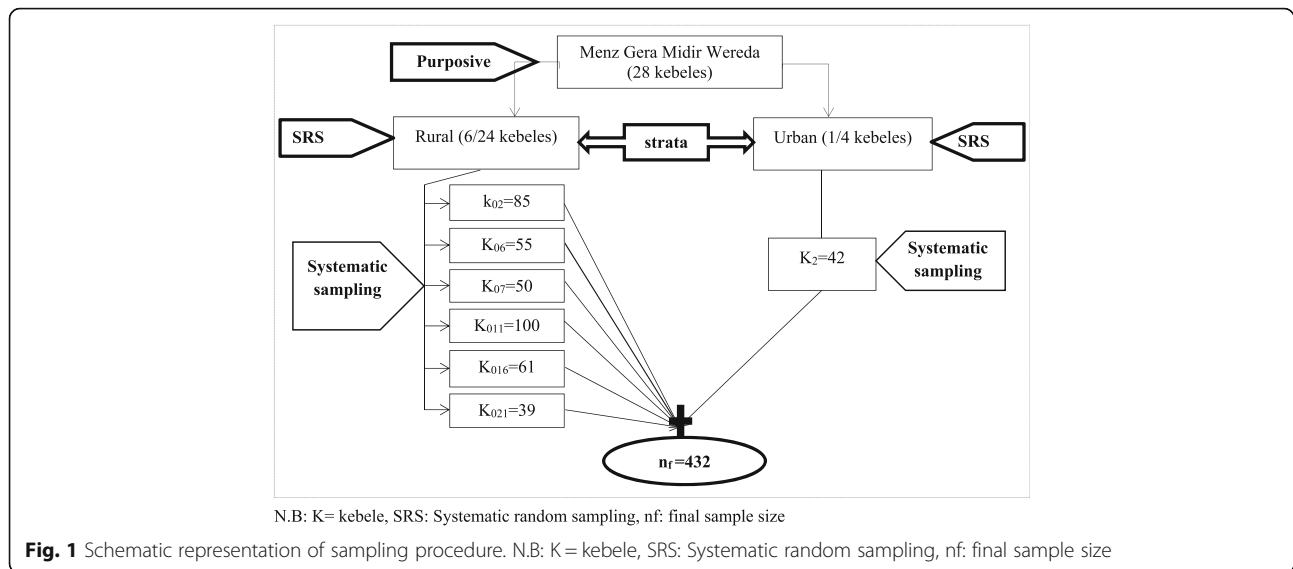 Purposive
Menz Gera Midir Wereda
(28 kebeles)
SRS
Rural (6/24 kebeles)
strata
Urban (1/4 kebeles)
SRS
Systematic
sampling
k02=85
K06=55
K07=50
K011=100
K016=61
K021=39
K2=42
Systematic
sampling
nf=432
N.B: K= kebele, SRS: Systematic random sampling, nf: final sample size
Fig. 1 Schematic representation of sampling procedure. N.B: K = kebele, SRS: Systematic random sampling, nf: final sample size